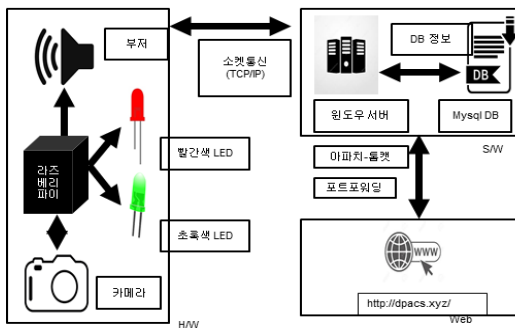 부저
소켓통신
(TCP/IP)
DB 정보
DB
윈도우 서버
Mysql DB
S/W
라즈
베리
파이
빨간색 LED
아파치-톰켓
포트포워딩
초록색 LED
WWW
카메라
http://dpacs.xyz/
H/W
Web